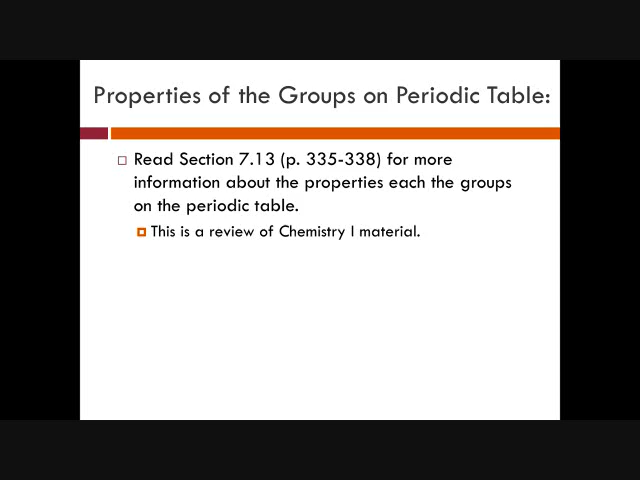 Properties of the Groups on Periodic Table:
Read Section 7.13 (p. 335-338) for more
information about the properties each the groups
on the periodic table.
This is a review of Chemistry I material.